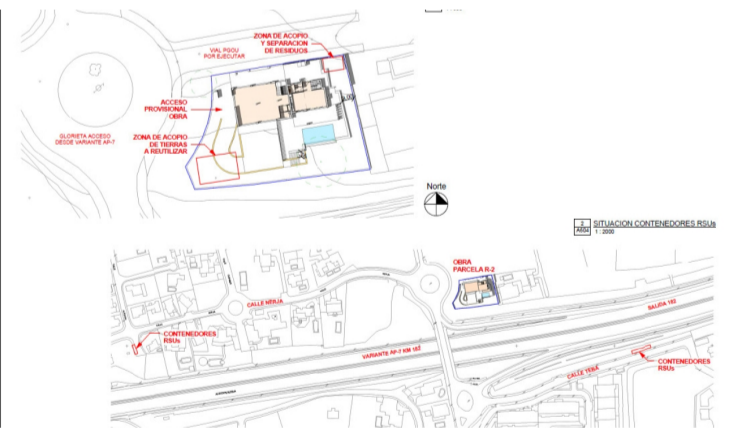 ZONA DE ACOPIO
Y SEPARACION
DE RESIDUOS
VIAL PGOU
POR EJECUTAR
ACCESO
PROVISIONAL
OBRA
GLORIETA ACCESO
DESDE VARIANTE AP-7
ZONA DE ACOPIO
DE TIERRAS
A REUTILIZAR
Norte
2
A604
SITUACION CONTENEDORES RSUs
1 : 2000
OBRA
PARCELA R-2
CALLE NERJA
SALIDA 182
CONTENEDORES
RSUs
VARIANTE AP-7 KM 182
CALLE TEBA
CONTENEDORES
RSUs